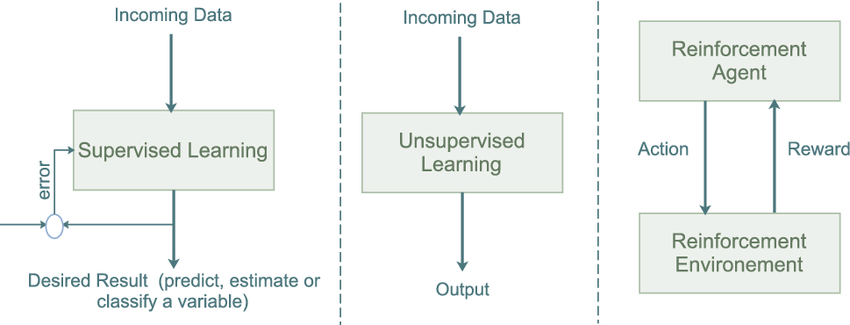 Incoming Data
Supervised Learning
error
Desired Result (predict, estimate or
classify a variable)
Incoming Data
Unsupervised
Learning
Output
Reinforcement
Agent
Action
Reward
Reinforcement
Environement